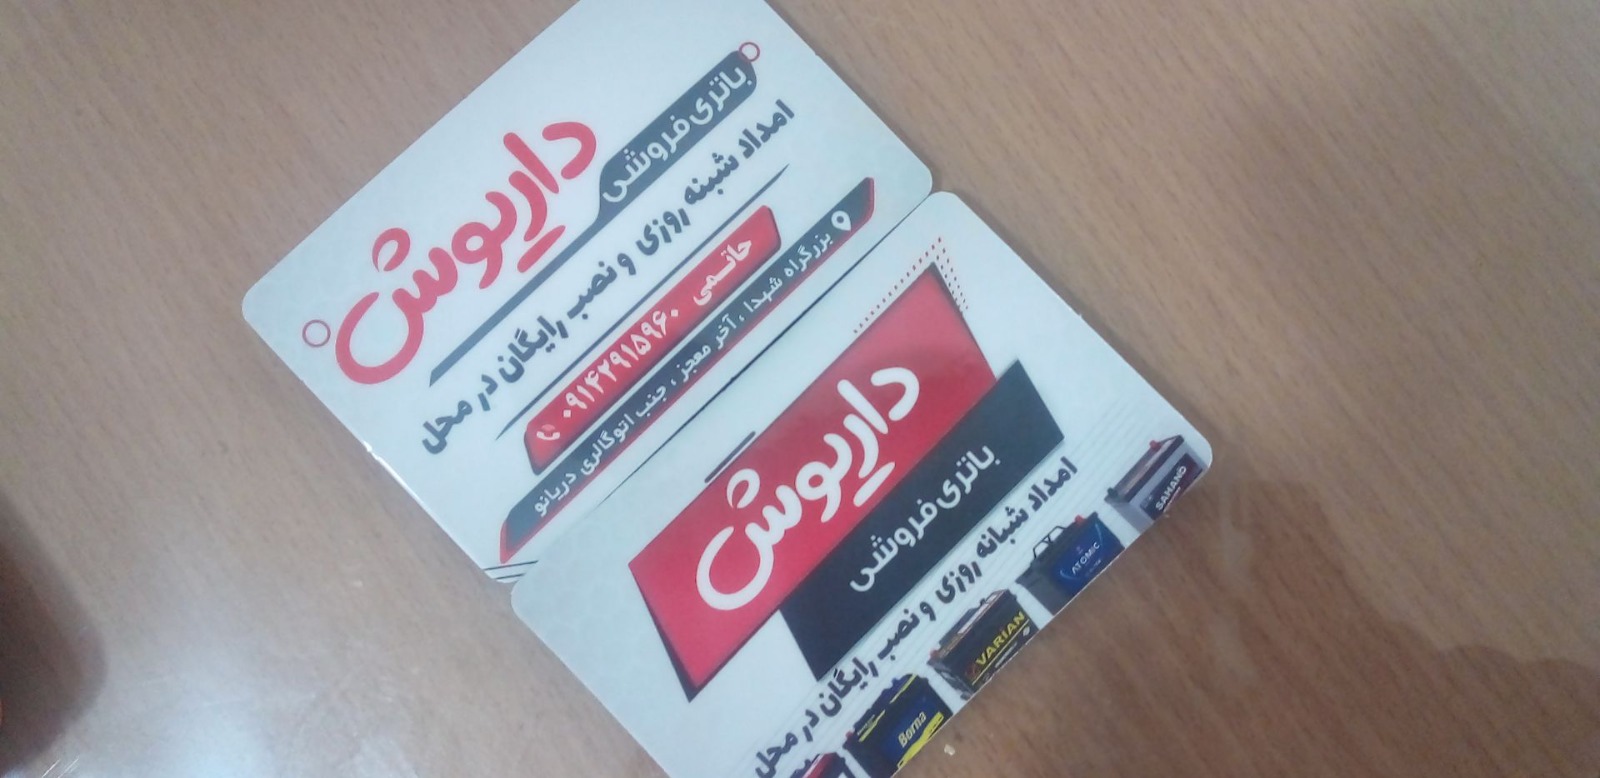 باتری فروشی
داریوش
امداد شبنه روزی و نصب رایگان در محل
حاتمی ۰۹۱۴۲۹۱۵۹۶۰
بزرگراه شهدا ، آخر معجز ، جنب اتوگالری دریانو
داریوش
باتری فروشی
امداد شبانه روزی و نصب رایگان در محل
SAHAND
ATOMIC
VARIAN
Borna